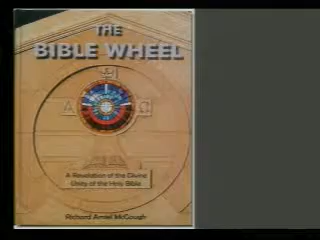 THE
BIBLE WHEEL
Α Ω
A Revelation of the Divine
Unity of the Holy Bible
Richard Amiel McGough